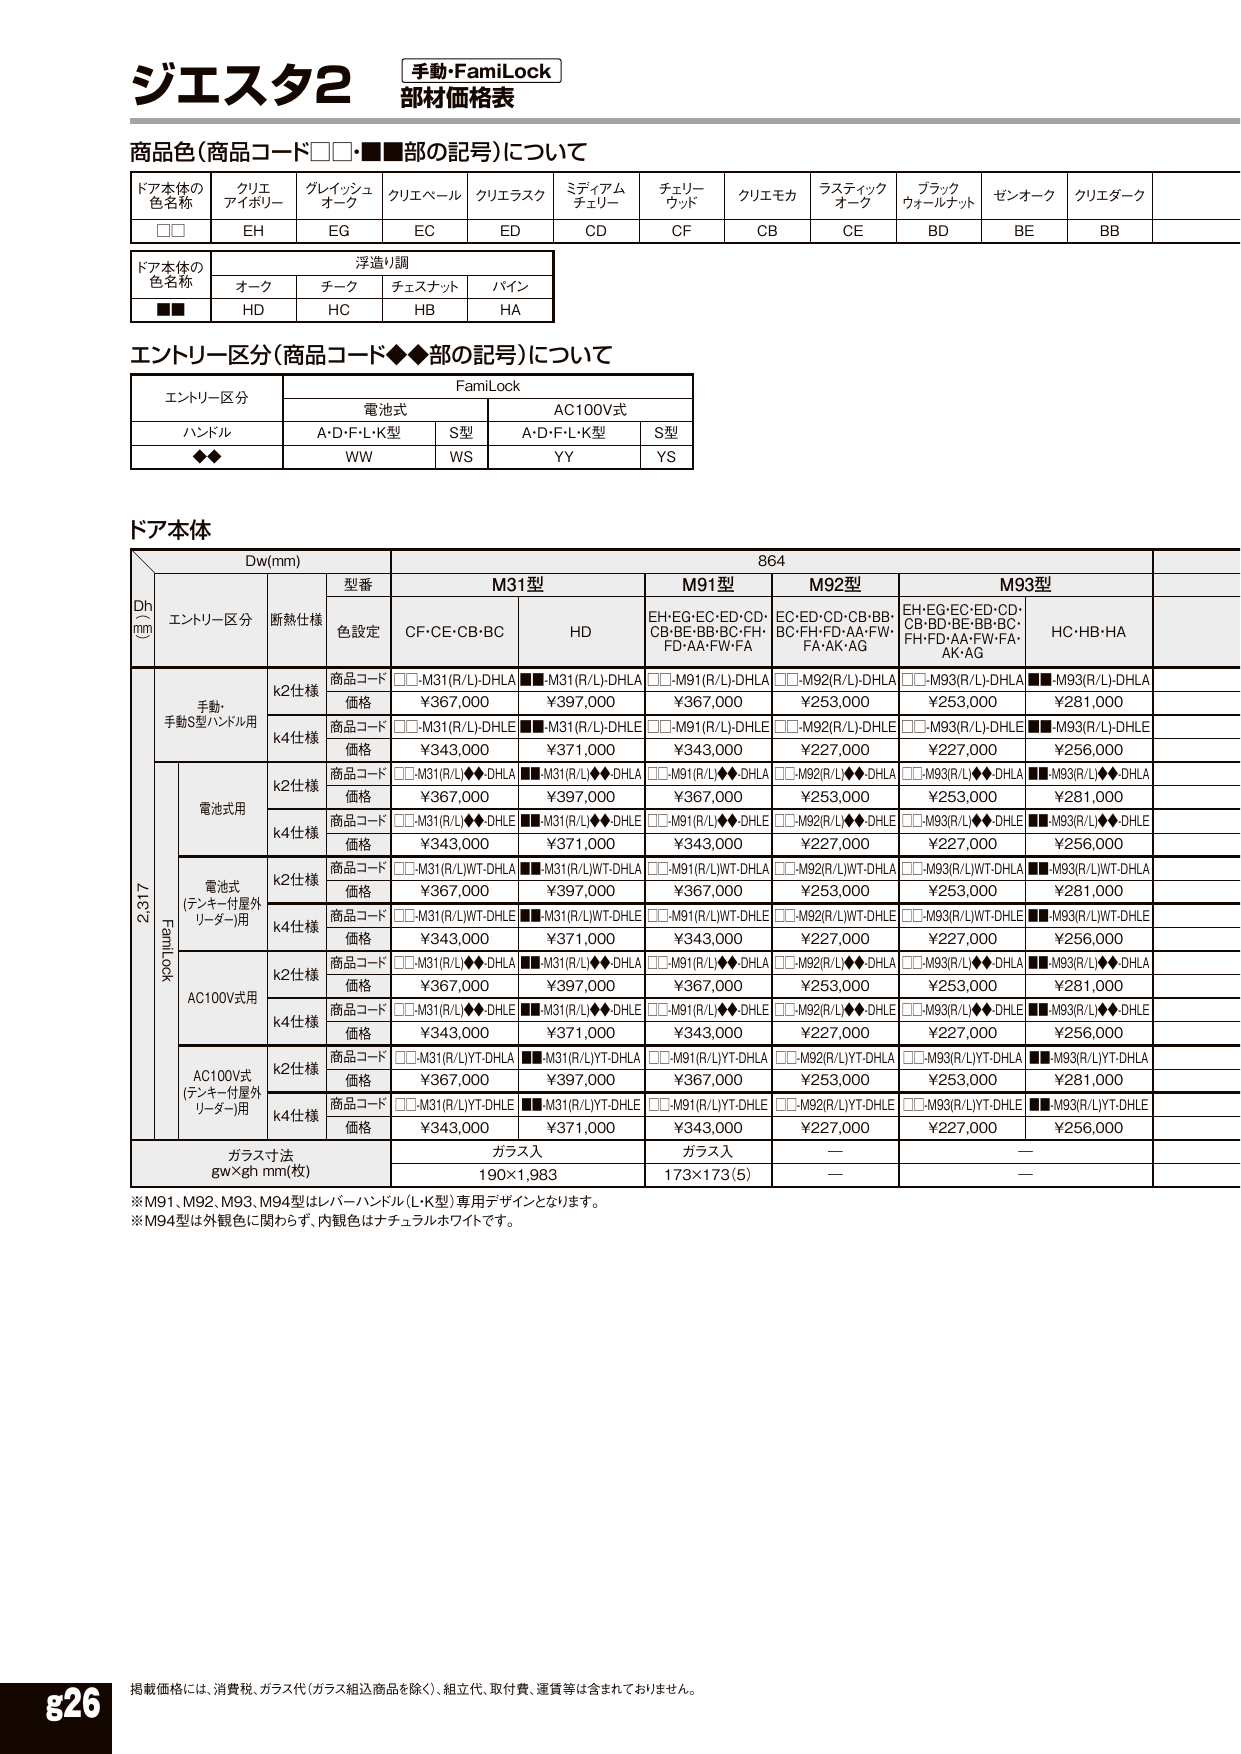 ジエスタ2 手動・FamiLock
部材価格表
商品色（商品コード□□・■■部の記号）について
ドア本体の色名称 クリエアイボリー グレイッシュオーク クリエペール クリエラスク ミディアムチェリー チェリーウッド クリエモカ ラスティックオーク ブラックウォールナット ゼンオーク クリエダーク
□□ EH EG EC ED CD CF CB CE BD BE BB
ドア本体の色名称 浮造り調
オーク チーク チェスナット パイン
■■ HD HC HB HA
エントリー区分（商品コード◆◆部の記号）について
エントリー区分 FamiLock
電池式 AC100V式
ハンドル A・D・F・L・K型 S型 A・D・F・L・K型 S型
◆◆ WW WS YY YS
ドア本体
Dw(mm) 864
Dh(mm) エントリー区分 断熱仕様 型番 M31型 M91型 M92型 M93型
色設定 CF・CE・CB・BC HD EH・EG・EC・ED・CD・CB・BE・BB・BC・FH・FD・AA・FW・FA EC・ED・CD・CB・BB・BC・FH・FD・AA・FW・FA・AK・AG EH・EG・EC・ED・CD・CB・BD・BE・BB・BC・FH・FD・AA・FW・FA・AK・AG HC・HB・HA
2,317
手動・手動S型ハンドル用 k2仕様 商品コード □□-M31(R/L)-DHLA ■■-M31(R/L)-DHLA □□-M91(R/L)-DHLA □□-M92(R/L)-DHLA □□-M93(R/L)-DHLA ■■-M93(R/L)-DHLA
価格 ¥367,000 ¥397,000 ¥367,000 ¥253,000 ¥253,000 ¥281,000
k4仕様 商品コード □□-M31(R/L)-DHLE ■■-M31(R/L)-DHLE □□-M91(R/L)-DHLE □□-M92(R/L)-DHLE □□-M93(R/L)-DHLE ■■-M93(R/L)-DHLE
価格 ¥343,000 ¥371,000 ¥343,000 ¥227,000 ¥227,000 ¥256,000
FamiLock
電池式用 k2仕様 商品コード □□-M31(R/L)◆◆-DHLA ■■-M31(R/L)◆◆-DHLA □□-M91(R/L)◆◆-DHLA □□-M92(R/L)◆◆-DHLA □□-M93(R/L)◆◆-DHLA ■■-M93(R/L)◆◆-DHLA
価格 ¥367,000 ¥397,000 ¥367,000 ¥253,000 ¥253,000 ¥281,000
k4仕様 商品コード □□-M31(R/L)◆◆-DHLE ■■-M31(R/L)◆◆-DHLE □□-M91(R/L)◆◆-DHLE □□-M92(R/L)◆◆-DHLE □□-M93(R/L)◆◆-DHLE ■■-M93(R/L)◆◆-DHLE
価格 ¥343,000 ¥371,000 ¥343,000 ¥227,000 ¥227,000 ¥256,000
電池式(テンキー付屋外リーダー)用 k2仕様 商品コード □□-M31(R/L)WT-DHLA ■■-M31(R/L)WT-DHLA □□-M91(R/L)WT-DHLA □□-M92(R/L)WT-DHLA □□-M93(R/L)WT-DHLA ■■-M93(R/L)WT-DHLA
価格 ¥367,000 ¥397,000 ¥367,000 ¥253,000 ¥253,000 ¥281,000
k4仕様 商品コード □□-M31(R/L)WT-DHLE ■■-M31(R/L)WT-DHLE □□-M91(R/L)WT-DHLE □□-M92(R/L)WT-DHLE □□-M93(R/L)WT-DHLE ■■-M93(R/L)WT-DHLE
価格 ¥343,000 ¥371,000 ¥343,000 ¥227,000 ¥227,000 ¥256,000
AC100V式用 k2仕様 商品コード □□-M31(R/L)◆◆-DHLA ■■-M31(R/L)◆◆-DHLA □□-M91(R/L)◆◆-DHLA □□-M92(R/L)◆◆-DHLA □□-M93(R/L)◆◆-DHLA ■■-M93(R/L)◆◆-DHLA
価格 ¥367,000 ¥397,000 ¥367,000 ¥253,000 ¥253,000 ¥281,000
k4仕様 商品コード □□-M31(R/L)◆◆-DHLE ■■-M31(R/L)◆◆-DHLE □□-M91(R/L)◆◆-DHLE □□-M92(R/L)◆◆-DHLE □□-M93(R/L)◆◆-DHLE ■■-M93(R/L)◆◆-DHLE
価格 ¥343,000 ¥371,000 ¥343,000 ¥227,000 ¥227,000 ¥256,000
AC100V式(テンキー付屋外リーダー)用 k2仕様 商品コード □□-M31(R/L)YT-DHLA ■■-M31(R/L)YT-DHLA □□-M91(R/L)YT-DHLA □□-M92(R/L)YT-DHLA □□-M93(R/L)YT-DHLA ■■-M93(R/L)YT-DHLA
価格 ¥367,000 ¥397,000 ¥367,000 ¥253,000 ¥253,000 ¥281,000
k4仕様 商品コード □□-M31(R/L)YT-DHLE ■■-M31(R/L)YT-DHLE □□-M91(R/L)YT-DHLE □□-M92(R/L)YT-DHLE □□-M93(R/L)YT-DHLE ■■-M93(R/L)YT-DHLE
価格 ¥343,000 ¥371,000 ¥343,000 ¥227,000 ¥227,000 ¥256,000
ガラス寸法 ガラス入 ガラス入 — —
gw×gh mm(枚) 190×1,983 173×173(5) — —
※M91、M92、M93、M94型はレバーハンドル（L・K型）専用デザインとなります。
※M94型は外観色に関わらず、内観色はナチュラルホワイトです。
g26 掲載価格には、消費税、ガラス代（ガラス組込商品を除く）、組立代、取付費、運賃等は含まれておりません。